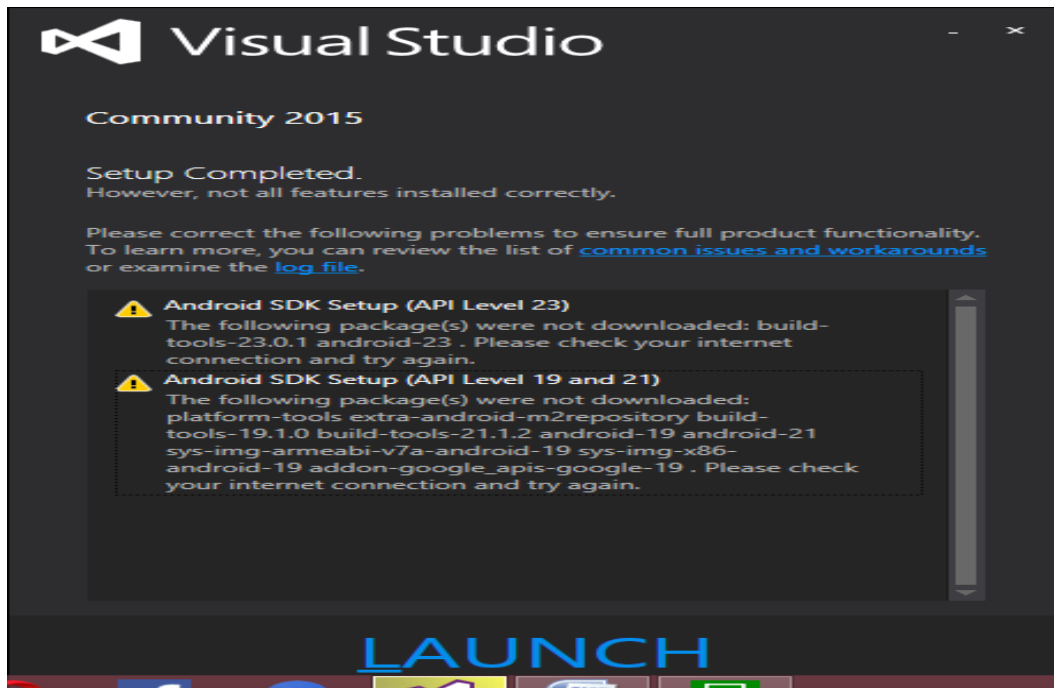 Visual Studio
Community 2015
Setup Completed.
However, not all features installed correctly.
Please correct the following problems to ensure full product functionality.
To learn more, you can review the list of common issues and workarounds
or examine the log file.
Android SDK Setup (API Level 23)
The following package(s) were not downloaded: build-
tools-23.0.1 android-23 . Please check your internet
connection and try again.
Android SDK Setup (API Level 19 and 21)
The following package(s) were not downloaded:
platform-tools extra-android-m2repository build-
tools-19.1.0 build-tools-21.1.2 android-19 android-21
sys-img-armeabi-v7a-android-19 sys-img-x86-
android-19 addon-google_apis-google-19 . Please check
your internet connection and try again.
LAUNCH